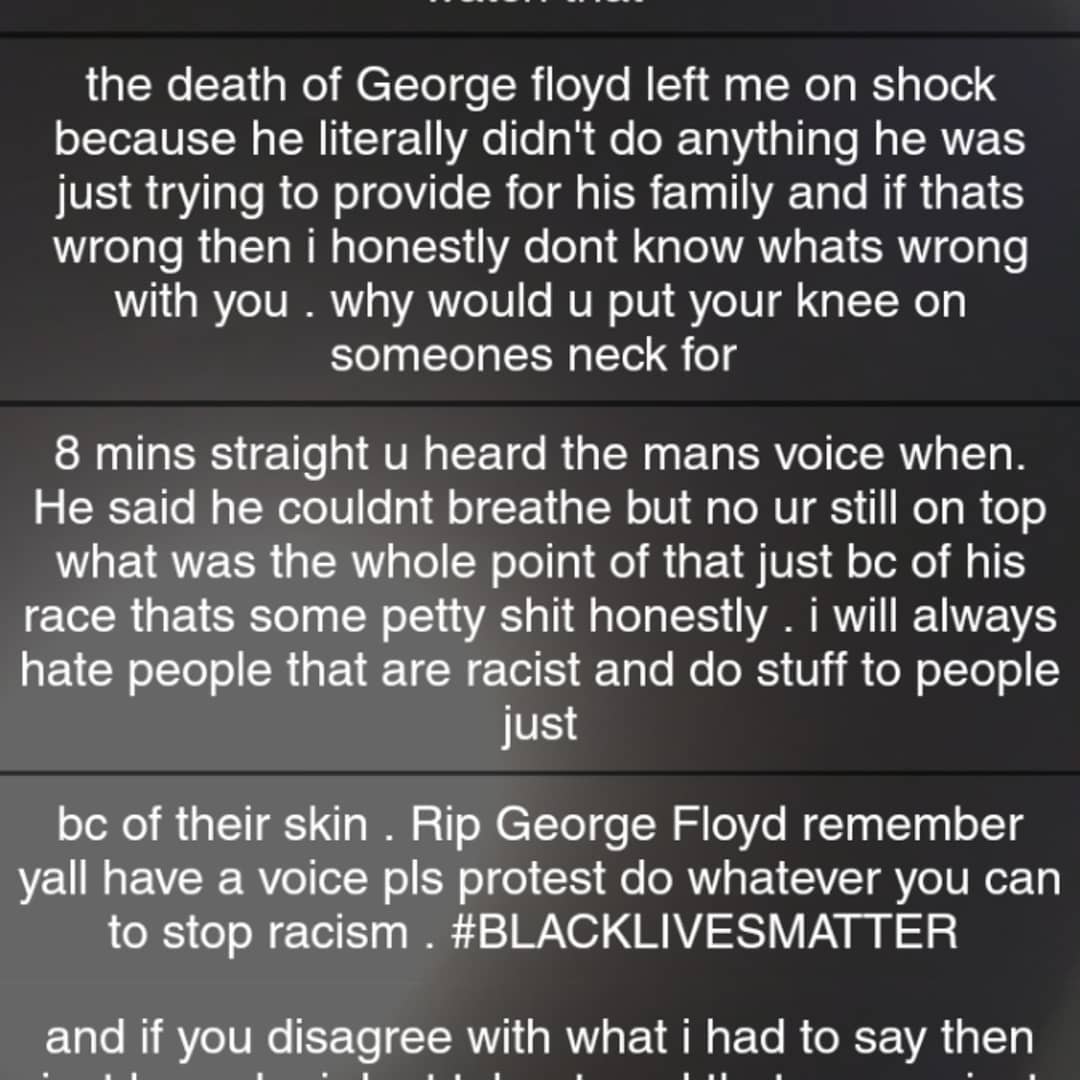 the death of George floyd left me on shock
because he literally didn't do anything he was
just trying to provide for his family and if thats
wrong then i honestly dont know whats wrong
with you . why would u put your knee on
someones neck for
8 mins straight u heard the mans voice when.
He said he couldnt breathe but no ur still on top
what was the whole point of that just bc of his
race thats some petty shit honestly . i will always
hate people that are racist and do stuff to people
just
bc of their skin . Rip George Floyd remember
yall have a voice pls protest do whatever you can
to stop racism . #BLACKLIVESMATTER
and if you disagree with what i had to say then